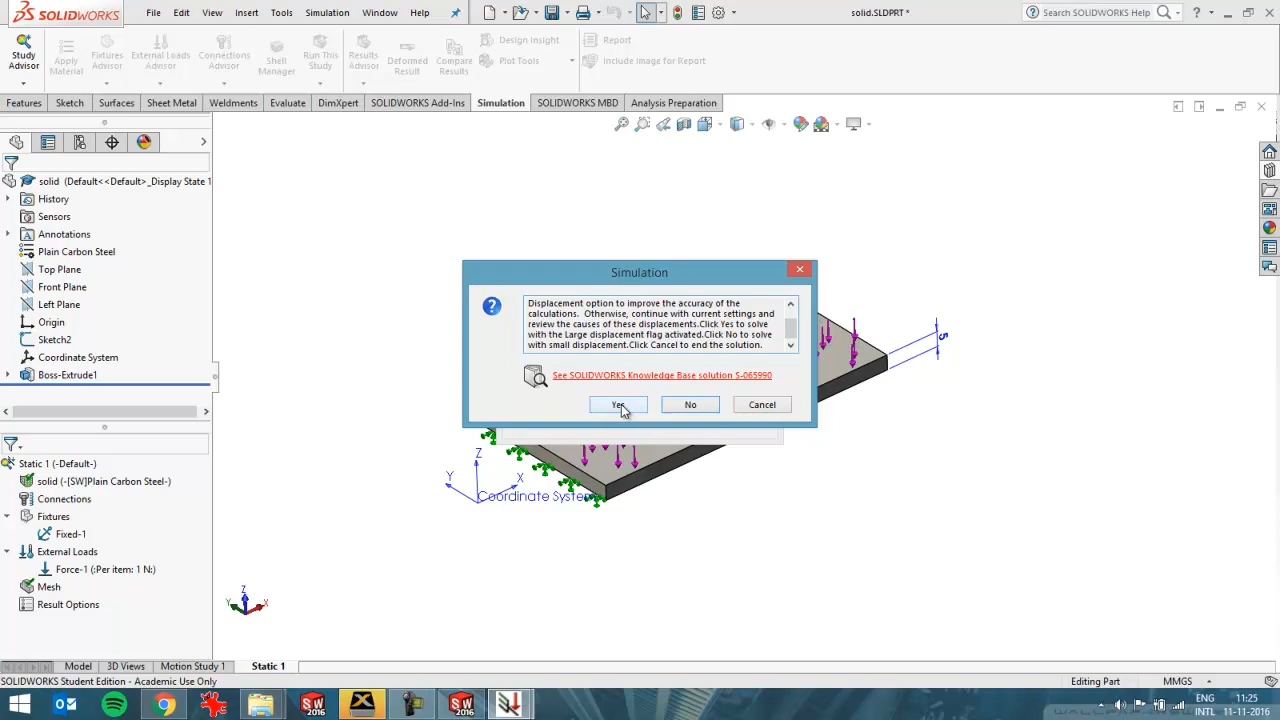 SOLIDWORKS
File Edit View Insert Tools Simulation Window Help
solid.SLDPRT *
Search SOLIDWORKS Help
Study Advisor
Apply Material
Fixtures Advisor
External Loads Advisor
Connections Advisor
Shell Manager
Run This Study
Results Advisor
Deformed Result
Compare Results
Design Insight
Plot Tools
Report
Include Image for Report
Features Sketch Surfaces Sheet Metal Weldments Evaluate DimXpert SOLIDWORKS Add-Ins Simulation SOLIDWORKS MBD Analysis Preparation
solid (Default<<Default>_Display State 1
History
Sensors
Annotations
Plain Carbon Steel
Top Plane
Front Plane
Left Plane
Origin
Sketch2
Coordinate System
Boss-Extrude1
Simulation
Displacement option to improve the accuracy of the
calculations. Otherwise, continue with current settings and
review the causes of these displacements.Click Yes to solve
with the Large displacement flag activated.Click No to solve
with small displacement.Click Cancel to end the solution.
See SOLIDWORKS Knowledge Base solution S-065990
Yes No Cancel
5
Z
Y
X
Coordinate System
Static 1 (-Default-)
solid (-[SW]Plain Carbon Steel-)
Connections
Fixtures
Fixed-1
External Loads
Force-1 (:Per item: 1 N:)
Mesh
Result Options
Z
Y X
Model 3D Views Motion Study 1 Static 1
SOLIDWORKS Student Edition - Academic Use Only
Editing Part
MMGS
SW 2016
SW 2016
ENG
INTL
11:25
11-11-2016